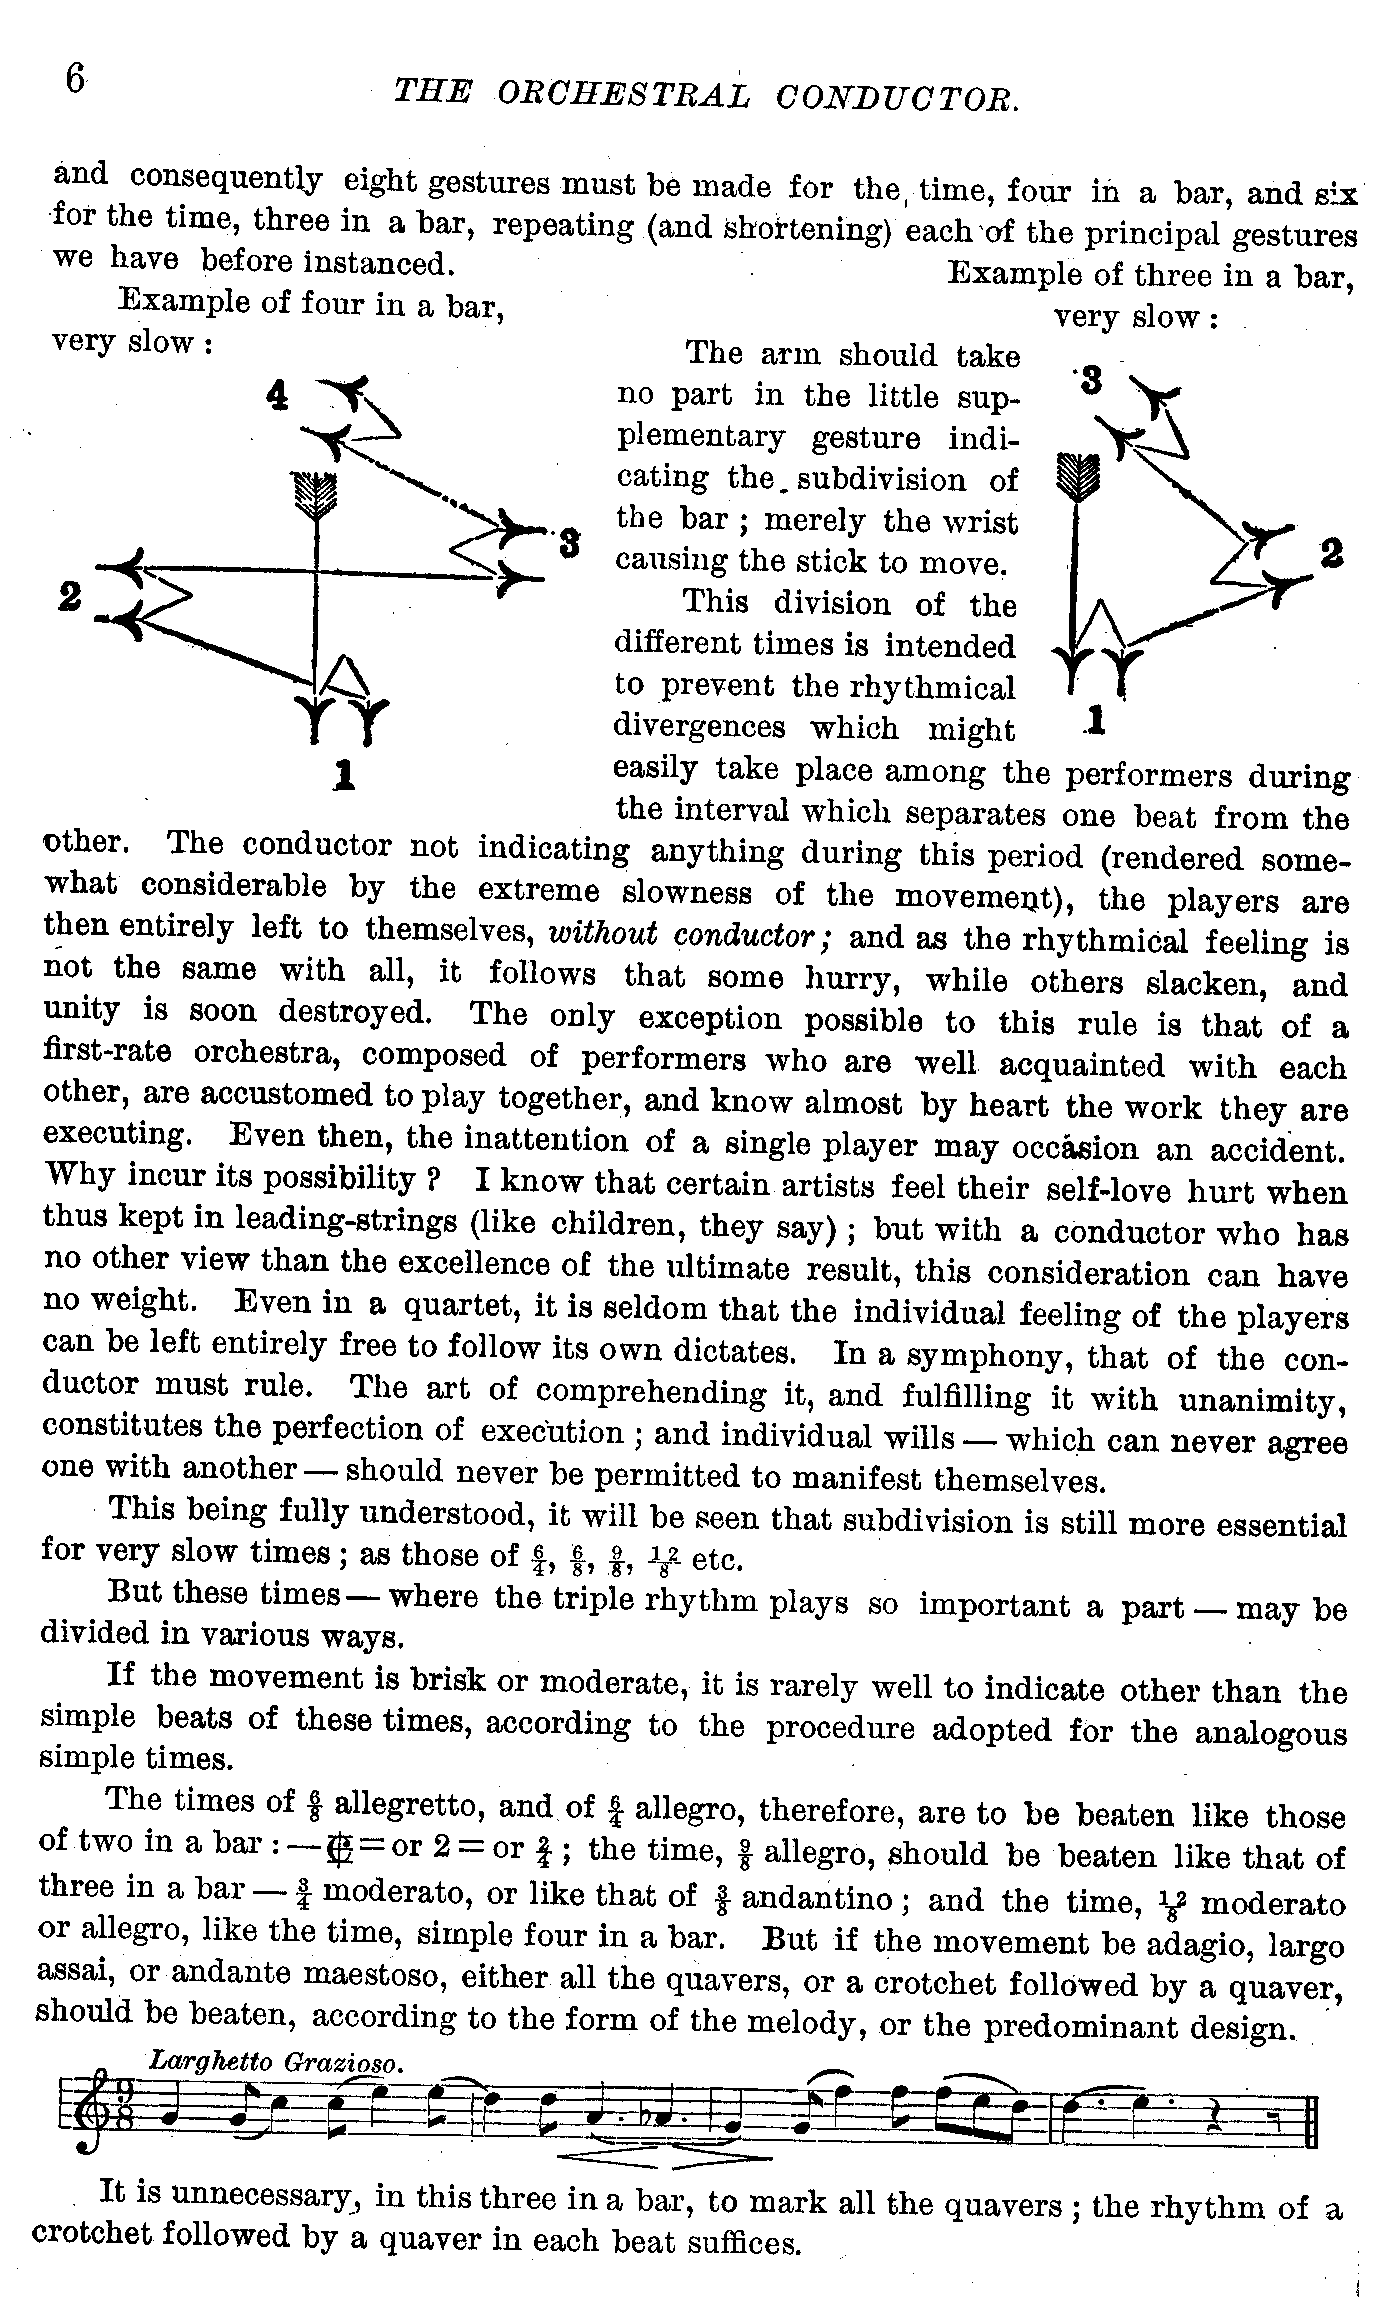 6
THE ORCHESTRAL CONDUCTOR.
and consequently eight gestures must be made for the, time, four in a bar, and six
for the time, three in a bar, repeating (and shortening) each of the principal gestures
we have before instanced.
Example of four in a bar,
very slow :
4
3
2
1
Example of three in a bar,
very slow :
3
2
1
The arm should take
no part in the little sup-
plementary gesture indi-
cating the subdivision of
the bar ; merely the wrist
causing the stick to move.
This division of the
different times is intended
to prevent the rhythmical
divergences which might
easily take place among the performers during
the interval which separates one beat from the
other. The conductor not indicating anything during this period (rendered some-
what considerable by the extreme slowness of the movement), the players are
then entirely left to themselves, without conductor; and as the rhythmical feeling is
not the same with all, it follows that some hurry, while others slacken, and
unity is soon destroyed. The only exception possible to this rule is that of a
first-rate orchestra, composed of performers who are well acquainted with each
other, are accustomed to play together, and know almost by heart the work they are
executing. Even then, the inattention of a single player may occasion an accident.
Why incur its possibility ? I know that certain artists feel their self-love hurt when
thus kept in leading-strings (like children, they say) ; but with a conductor who has
no other view than the excellence of the ultimate result, this consideration can have
no weight. Even in a quartet, it is seldom that the individual feeling of the players
can be left entirely free to follow its own dictates. In a symphony, that of the con-
ductor must rule. The art of comprehending it, and fulfilling it with unanimity,
constitutes the perfection of execution ; and individual wills — which can never agree
one with another — should never be permitted to manifest themselves.
This being fully understood, it will be seen that subdivision is still more essential
for very slow times ; as those of 6/4, 6/8, 9/8, 12/8 etc.
But these times — where the triple rhythm plays so important a part — may be
divided in various ways.
If the movement is brisk or moderate, it is rarely well to indicate other than the
simple beats of these times, according to the procedure adopted for the analogous
simple times.
The times of 6/8 allegretto, and of 6/4 allegro, therefore, are to be beaten like those
of two in a bar : — 𝄵 = or 2 = or 2/4 ; the time, 9/8 allegro, should be beaten like that of
three in a bar — 3/4 moderato, or like that of 3/8 andantino ; and the time, 12/8 moderato
or allegro, like the time, simple four in a bar. But if the movement be adagio, largo
assai, or andante maestoso, either all the quavers, or a crotchet followed by a quaver,
should be beaten, according to the form of the melody, or the predominant design.
Larghetto Grazioso.
9/8
It is unnecessary, in this three in a bar, to mark all the quavers ; the rhythm of a
crotchet followed by a quaver in each beat suffices.